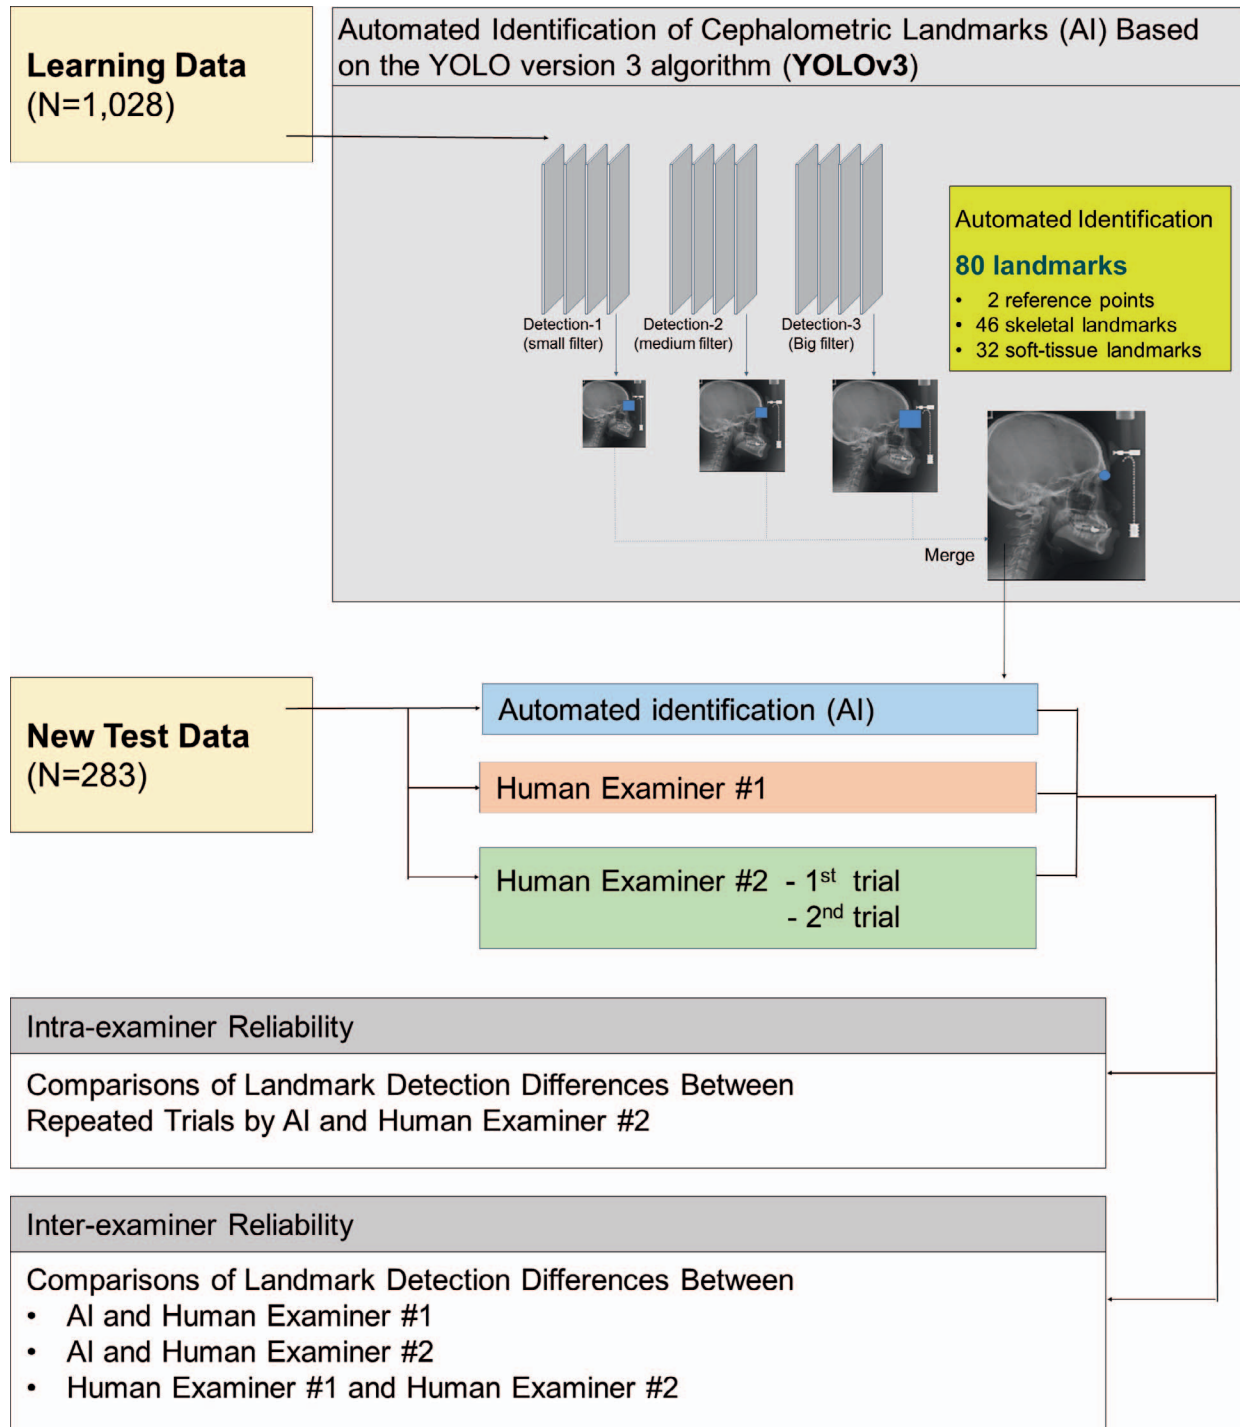 Learning Data
(N=1,028)
Automated Identification of Cephalometric Landmarks (AI) Based
on the YOLO version 3 algorithm (YOLOv3)
Automated Identification
80 landmarks
• 2 reference points
• 46 skeletal landmarks
• 32 soft-tissue landmarks
Detection-1
(small filter)
Detection-2
(medium filter)
Detection-3
(Big filter)
Merge
New Test Data
(N=283)
Automated identification (AI)
Human Examiner #1
Human Examiner #2 - 1st trial
- 2nd trial
Intra-examiner Reliability
Comparisons of Landmark Detection Differences Between
Repeated Trials by AI and Human Examiner #2
Inter-examiner Reliability
Comparisons of Landmark Detection Differences Between
• AI and Human Examiner #1
• AI and Human Examiner #2
• Human Examiner #1 and Human Examiner #2